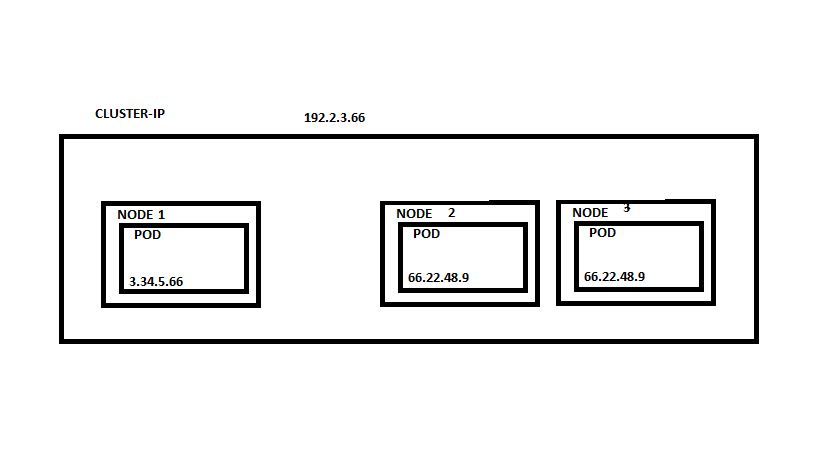 CLUSTER-IP 192.2.3.66
NODE 1
POD
3.34.5.66
NODE 2
POD
66.22.48.9
NODE 3
POD
66.22.48.9